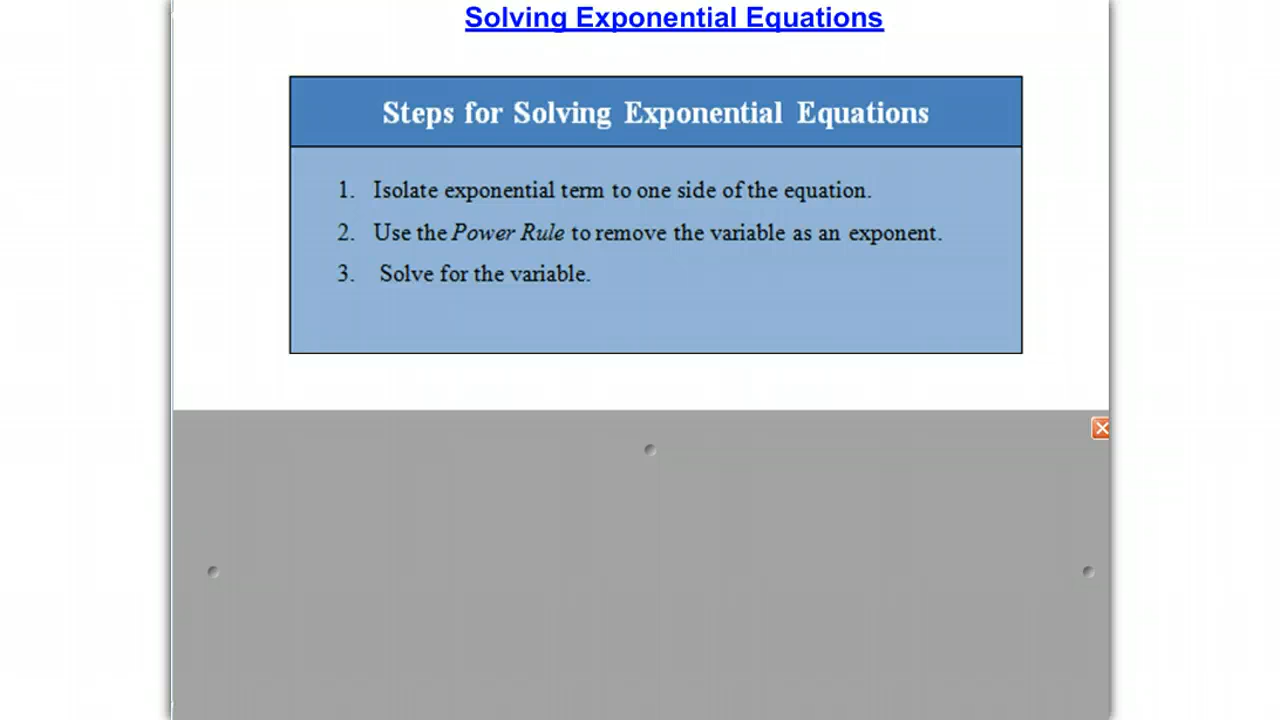 Solving Exponential Equations
Steps for Solving Exponential Equations
1. Isolate exponential term to one side of the equation.
2. Use the Power Rule to remove the variable as an exponent.
3. Solve for the variable.